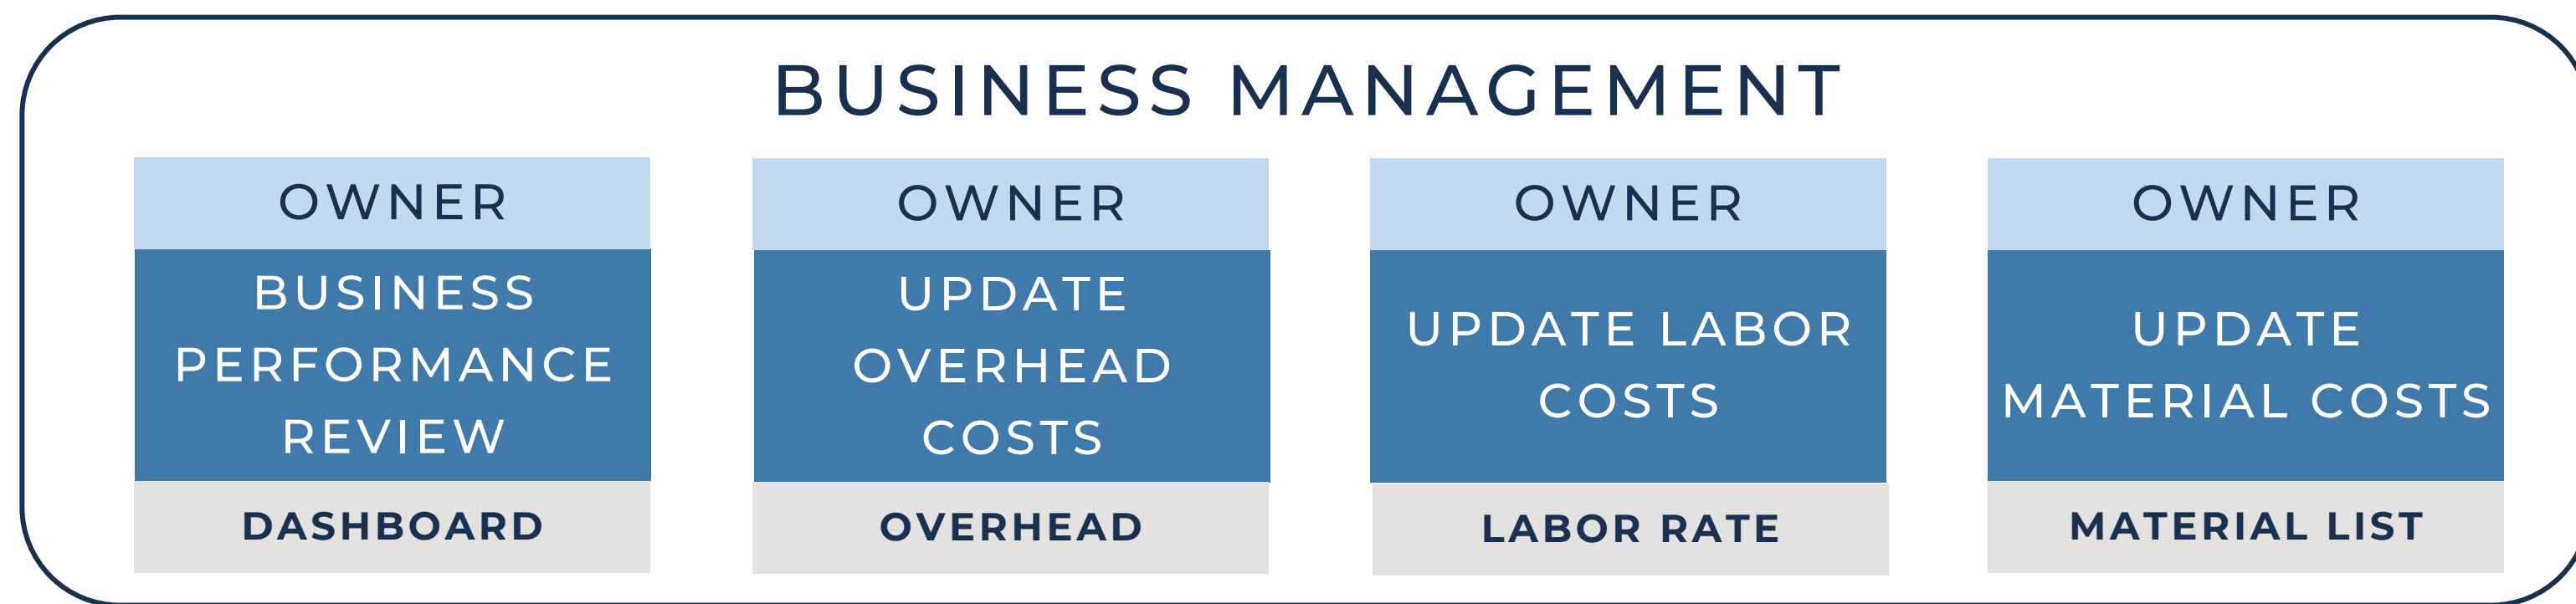 BUSINESS MANAGEMENT
OWNER
BUSINESS
PERFORMANCE
REVIEW
DASHBOARD
OWNER
UPDATE
OVERHEAD
COSTS
OVERHEAD
OWNER
UPDATE LABOR
COSTS
LABOR RATE
OWNER
UPDATE
MATERIAL COSTS
MATERIAL LIST